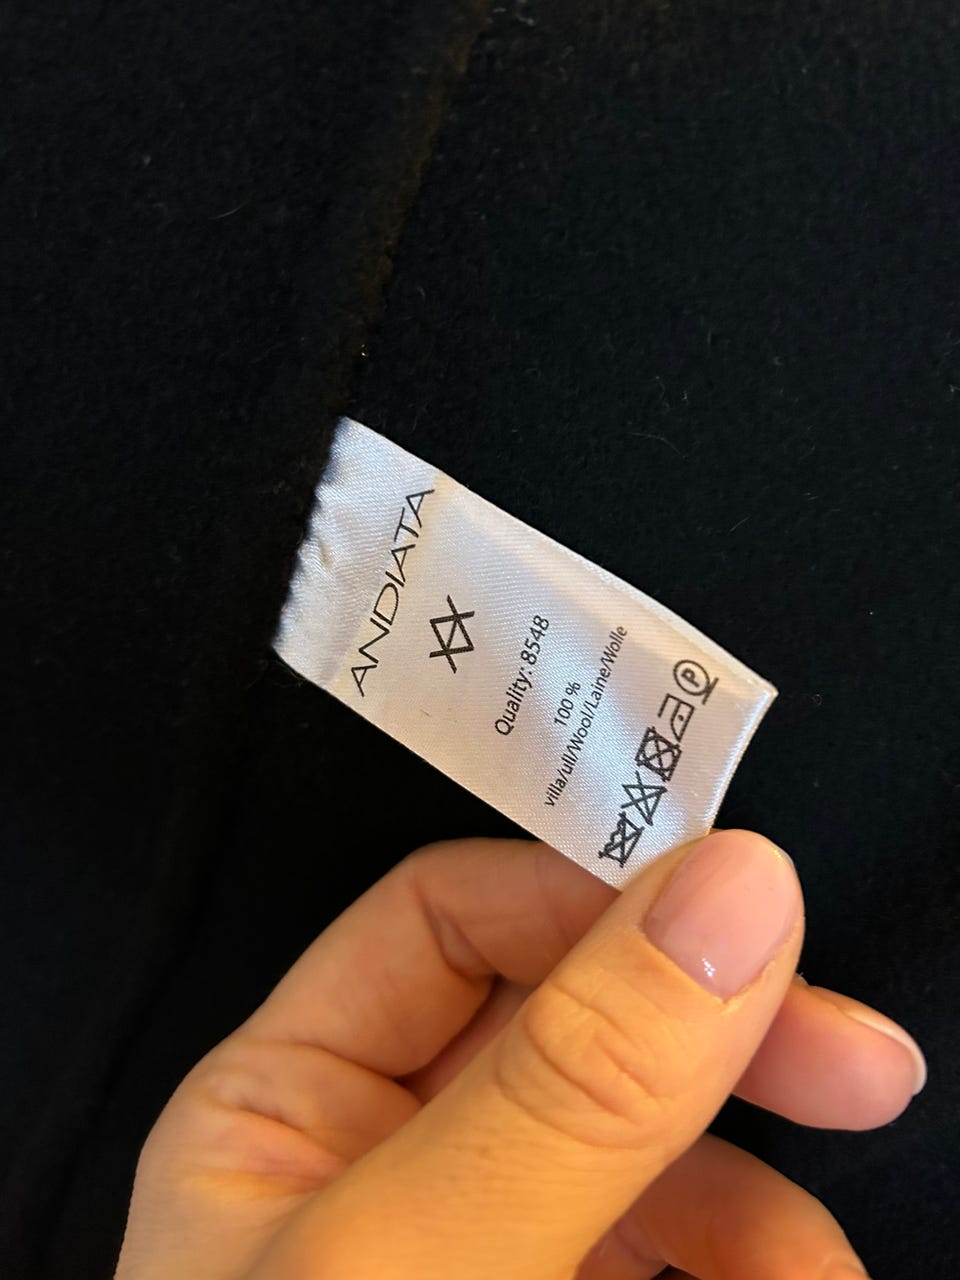 ANDIATA
Quality: 8548
100 %
villa/ull/Wool/Laine/Wolle
P